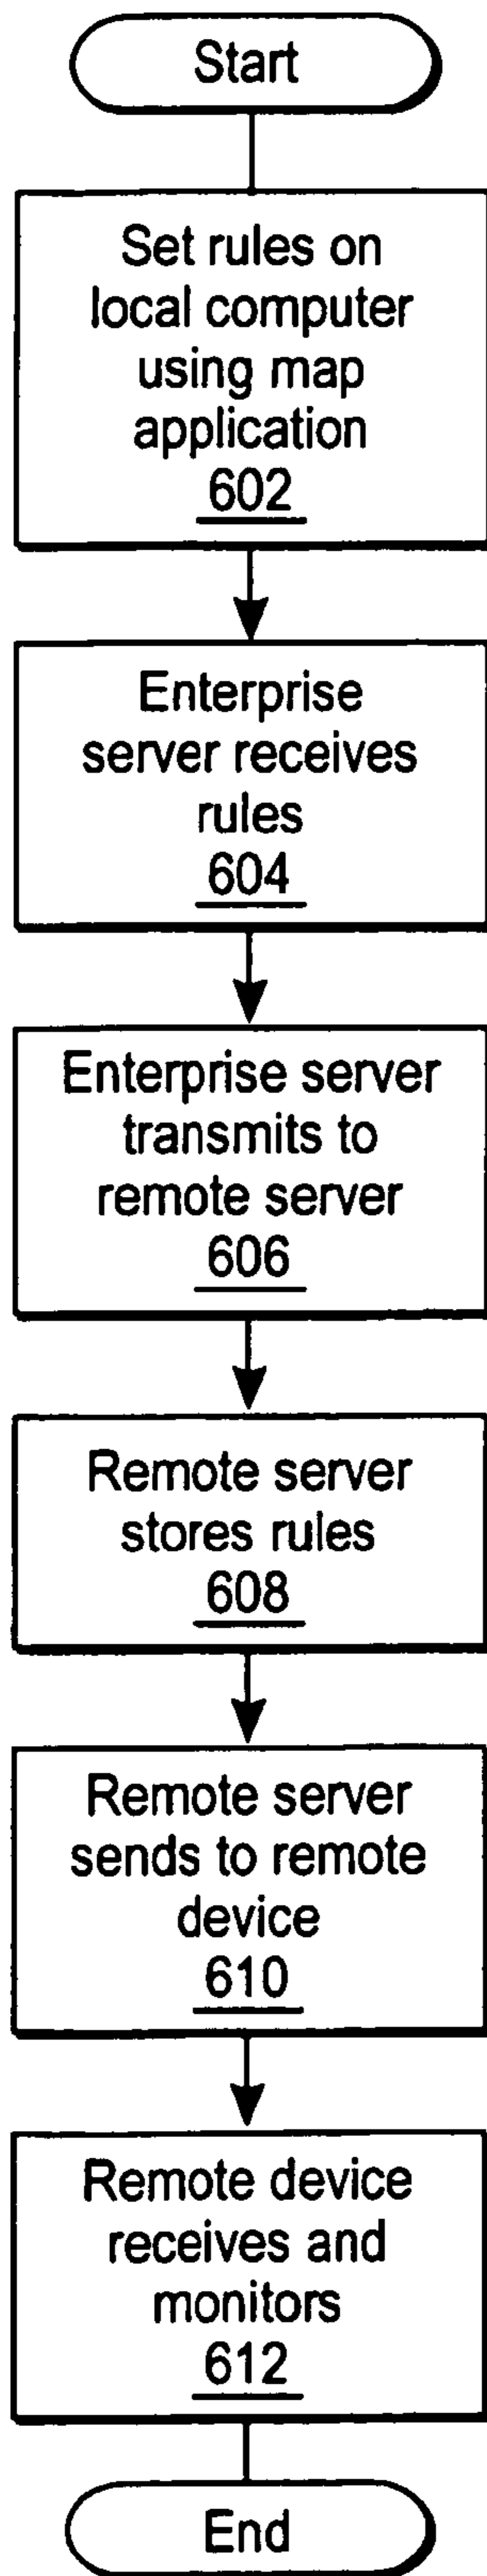 Start
Set rules on
local computer
using map
application
602
Enterprise
server receives
rules
604
Enterprise server
transmits to
remote server
606
Remote server
stores rules
608
Remote server
sends to remote
device
610
Remote device
receives and
monitors
612
End